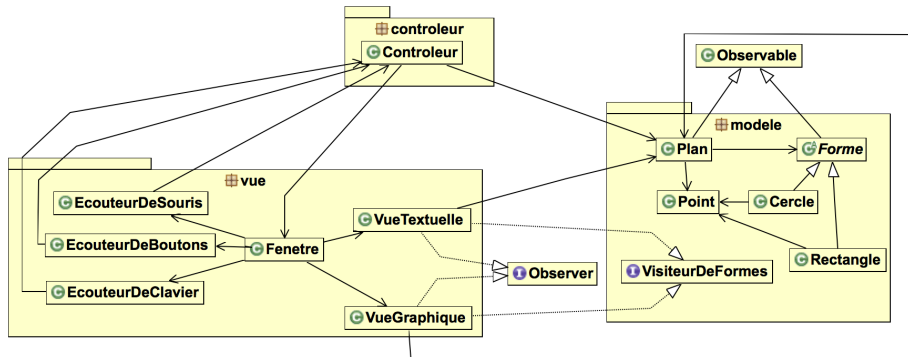 controleur
Controleur
Observable
modele
Plan
Forme
vue
EcouteurDeSouris
VueTextuelle
Point
Cercle
EcouteurDeBoutons
Fenetre
Observer
VisiteurDeFormes
Rectangle
EcouteurDeClavier
VueGraphique